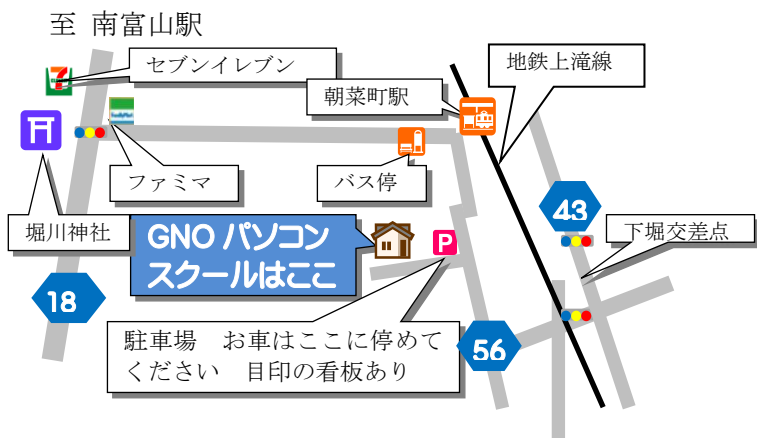 至 南富山駅
セブンイレブン
地鉄上滝線
朝菜町駅
ファミマ
バス停
堀川神社
GNO パソコン
スクールはここ
P
43
下堀交差点
18
駐車場　お車はここに停めて
ください　目印の看板あり
56
7
FamilyMart